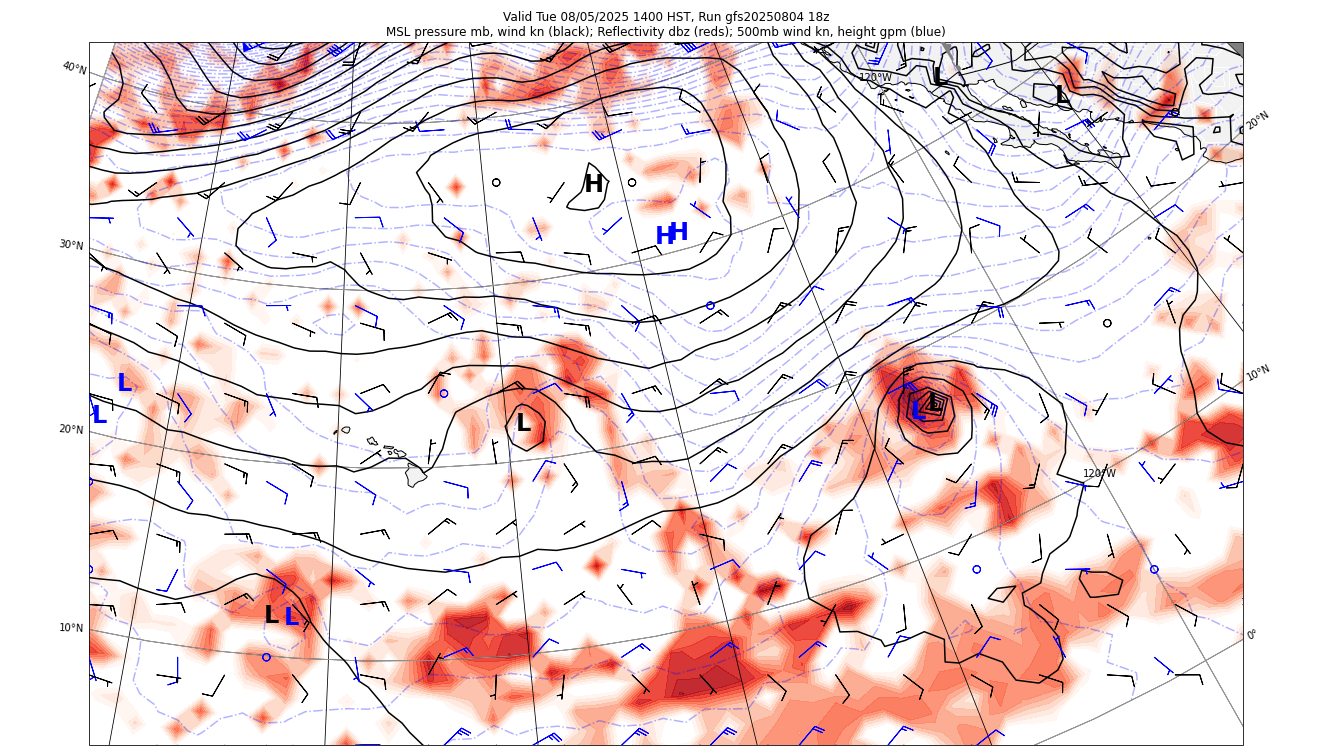 Valid Tue 08/05/2025 1400 HST, Run gfs20250804 18z
MSL pressure mb, wind kn (black); Reflectivity dbz (reds); 500mb wind kn, height gpm (blue)
40°N
120°W
L
L
20°N
H
H
H
30°N
10°N
L
L
L
L
L
20°N
120°W
L
L
10°N
0°